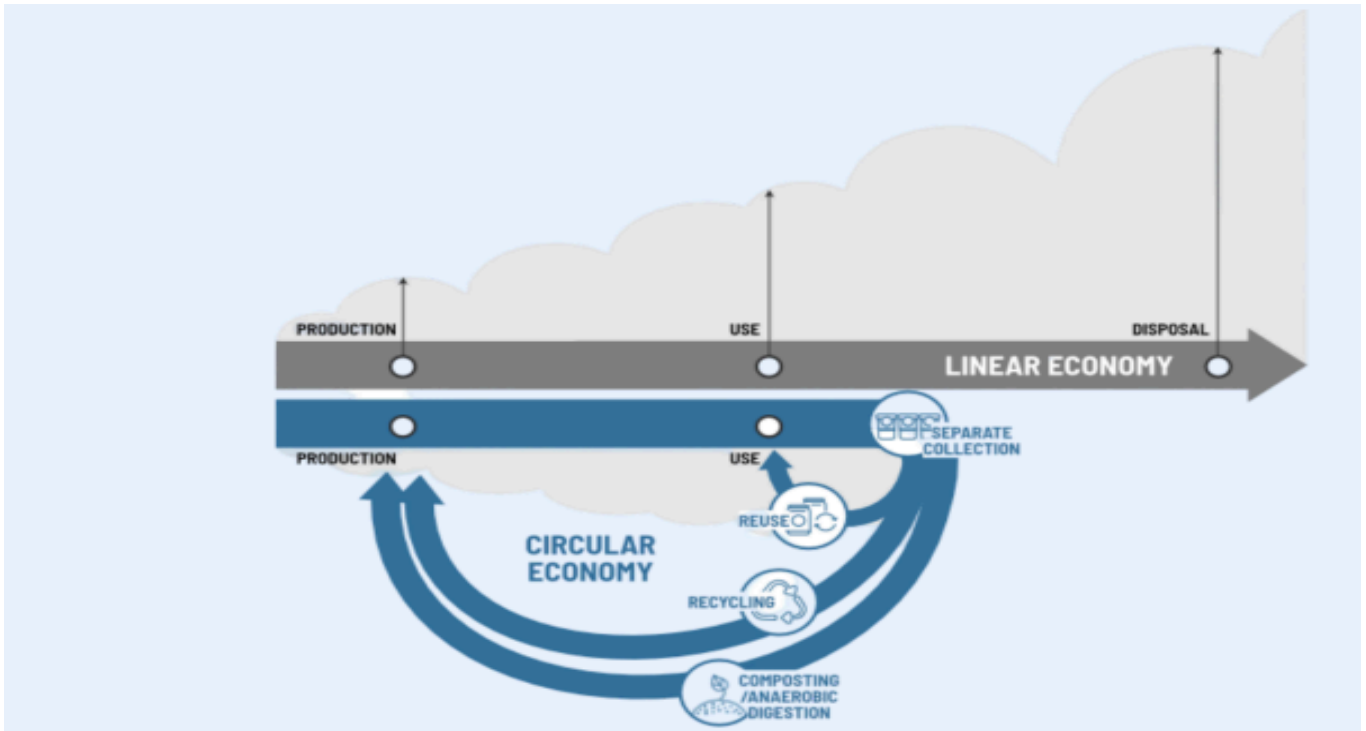 PRODUCTION
USE
DISPOSAL
LINEAR ECONOMY
SEPARATE
COLLECTION
PRODUCTION
USE
REUSE
CIRCULAR
ECONOMY
RECYCLING
COMPOSTING
/ANAEROBIC
DIGESTION